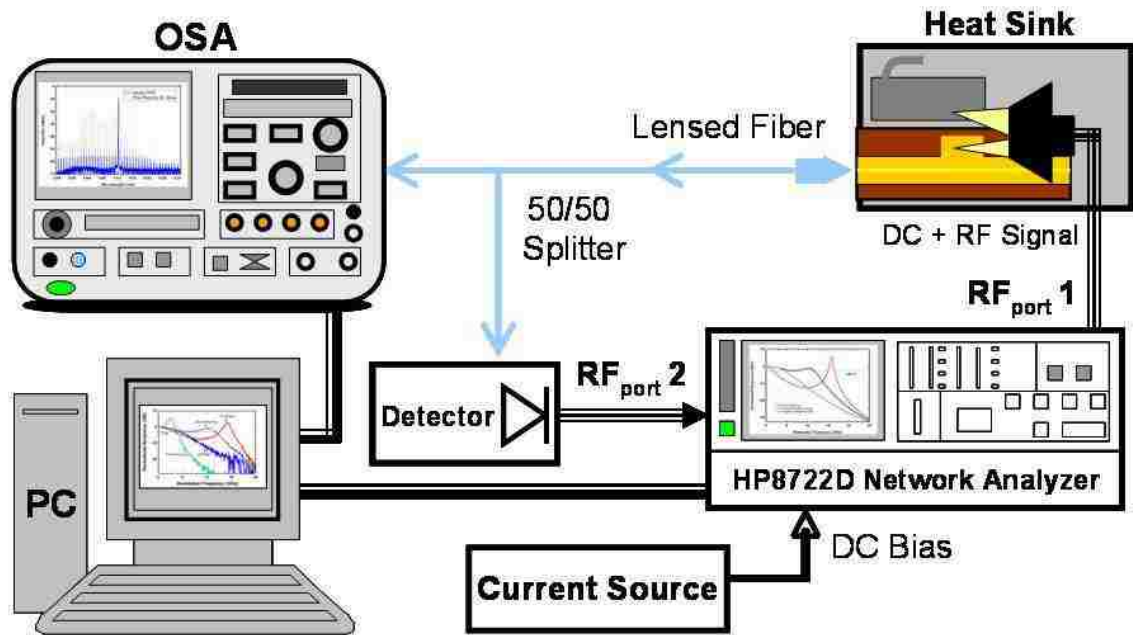 OSA
Heat Sink
Lensed Fiber
50/50
Splitter
DC + RF Signal
RFport 1
RFport 2
Detector
PC
HP8722D Network Analyzer
DC Bias
Current Source